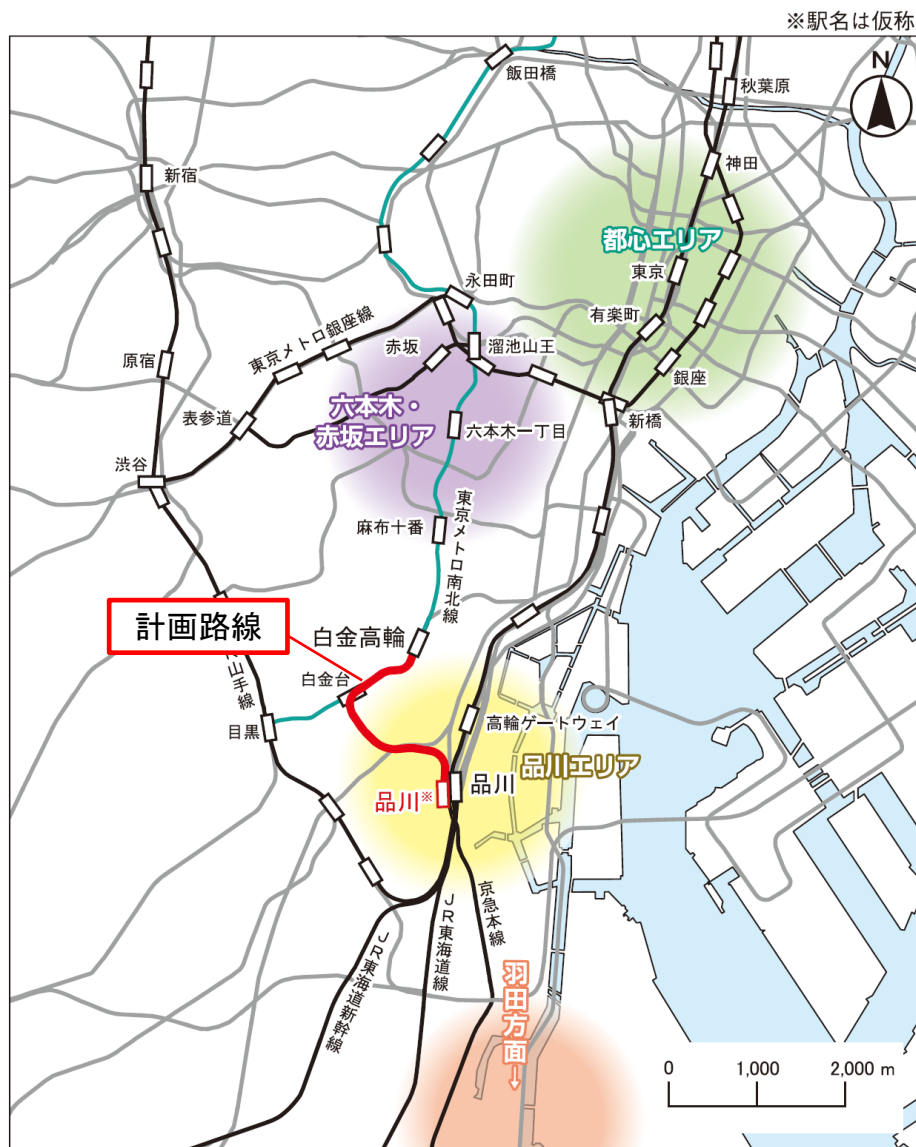 ※駅名は仮称
N
飯田橋
秋葉原
神田
新宿
都心エリア
東京
永田町
有楽町
東京メトロ銀座線
赤坂
溜池山王
原宿
銀座
六本木・
赤坂エリア
表参道
新橋
六本木一丁目
渋谷
東京メトロ南北線
麻布十番
計画路線
白金高輪
山手線
白金台
目黒
高輪ゲートウェイ
品川エリア
品川※
品川
京急本線
JR東海道線
JR東海道新幹線
羽田方面→
0 1,000 2,000 m